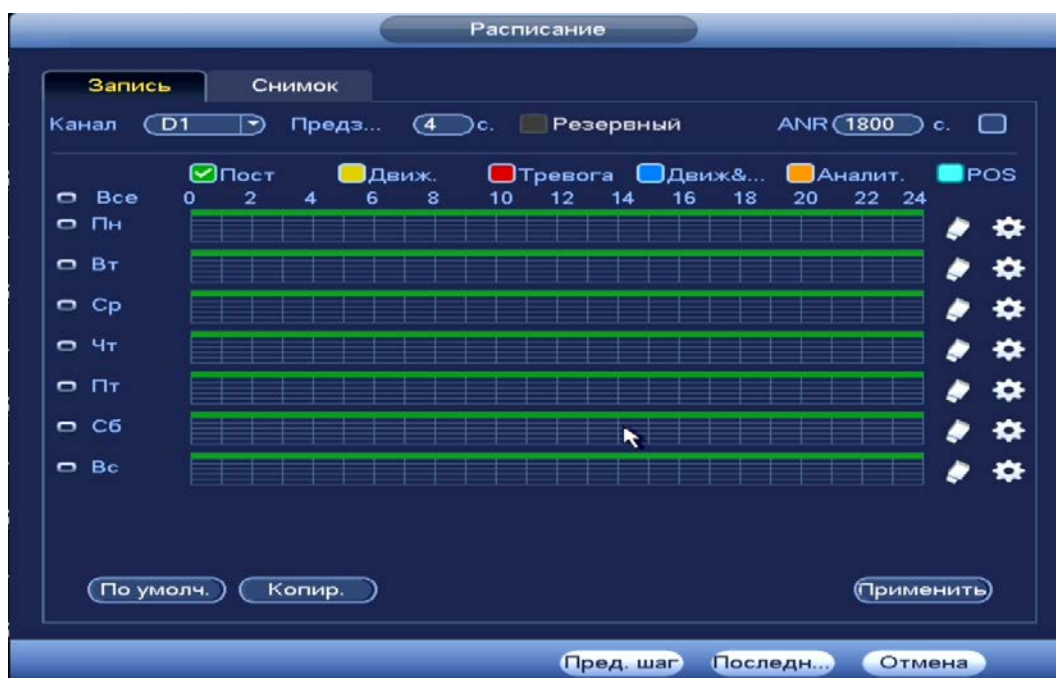 Расписание
Запись Снимок
Канал D1 Предз... 4 с. Резервный ANR 1800 с.
Пост Движ. Тревога Движ&... Аналит. POS
Все 0 2 4 6 8 10 12 14 16 18 20 22 24
Пн
Вт
Ср
Чт
Пт
Сб
Вс
По умолч. Копир. Применить
Пред. шаг Последн... Отмена